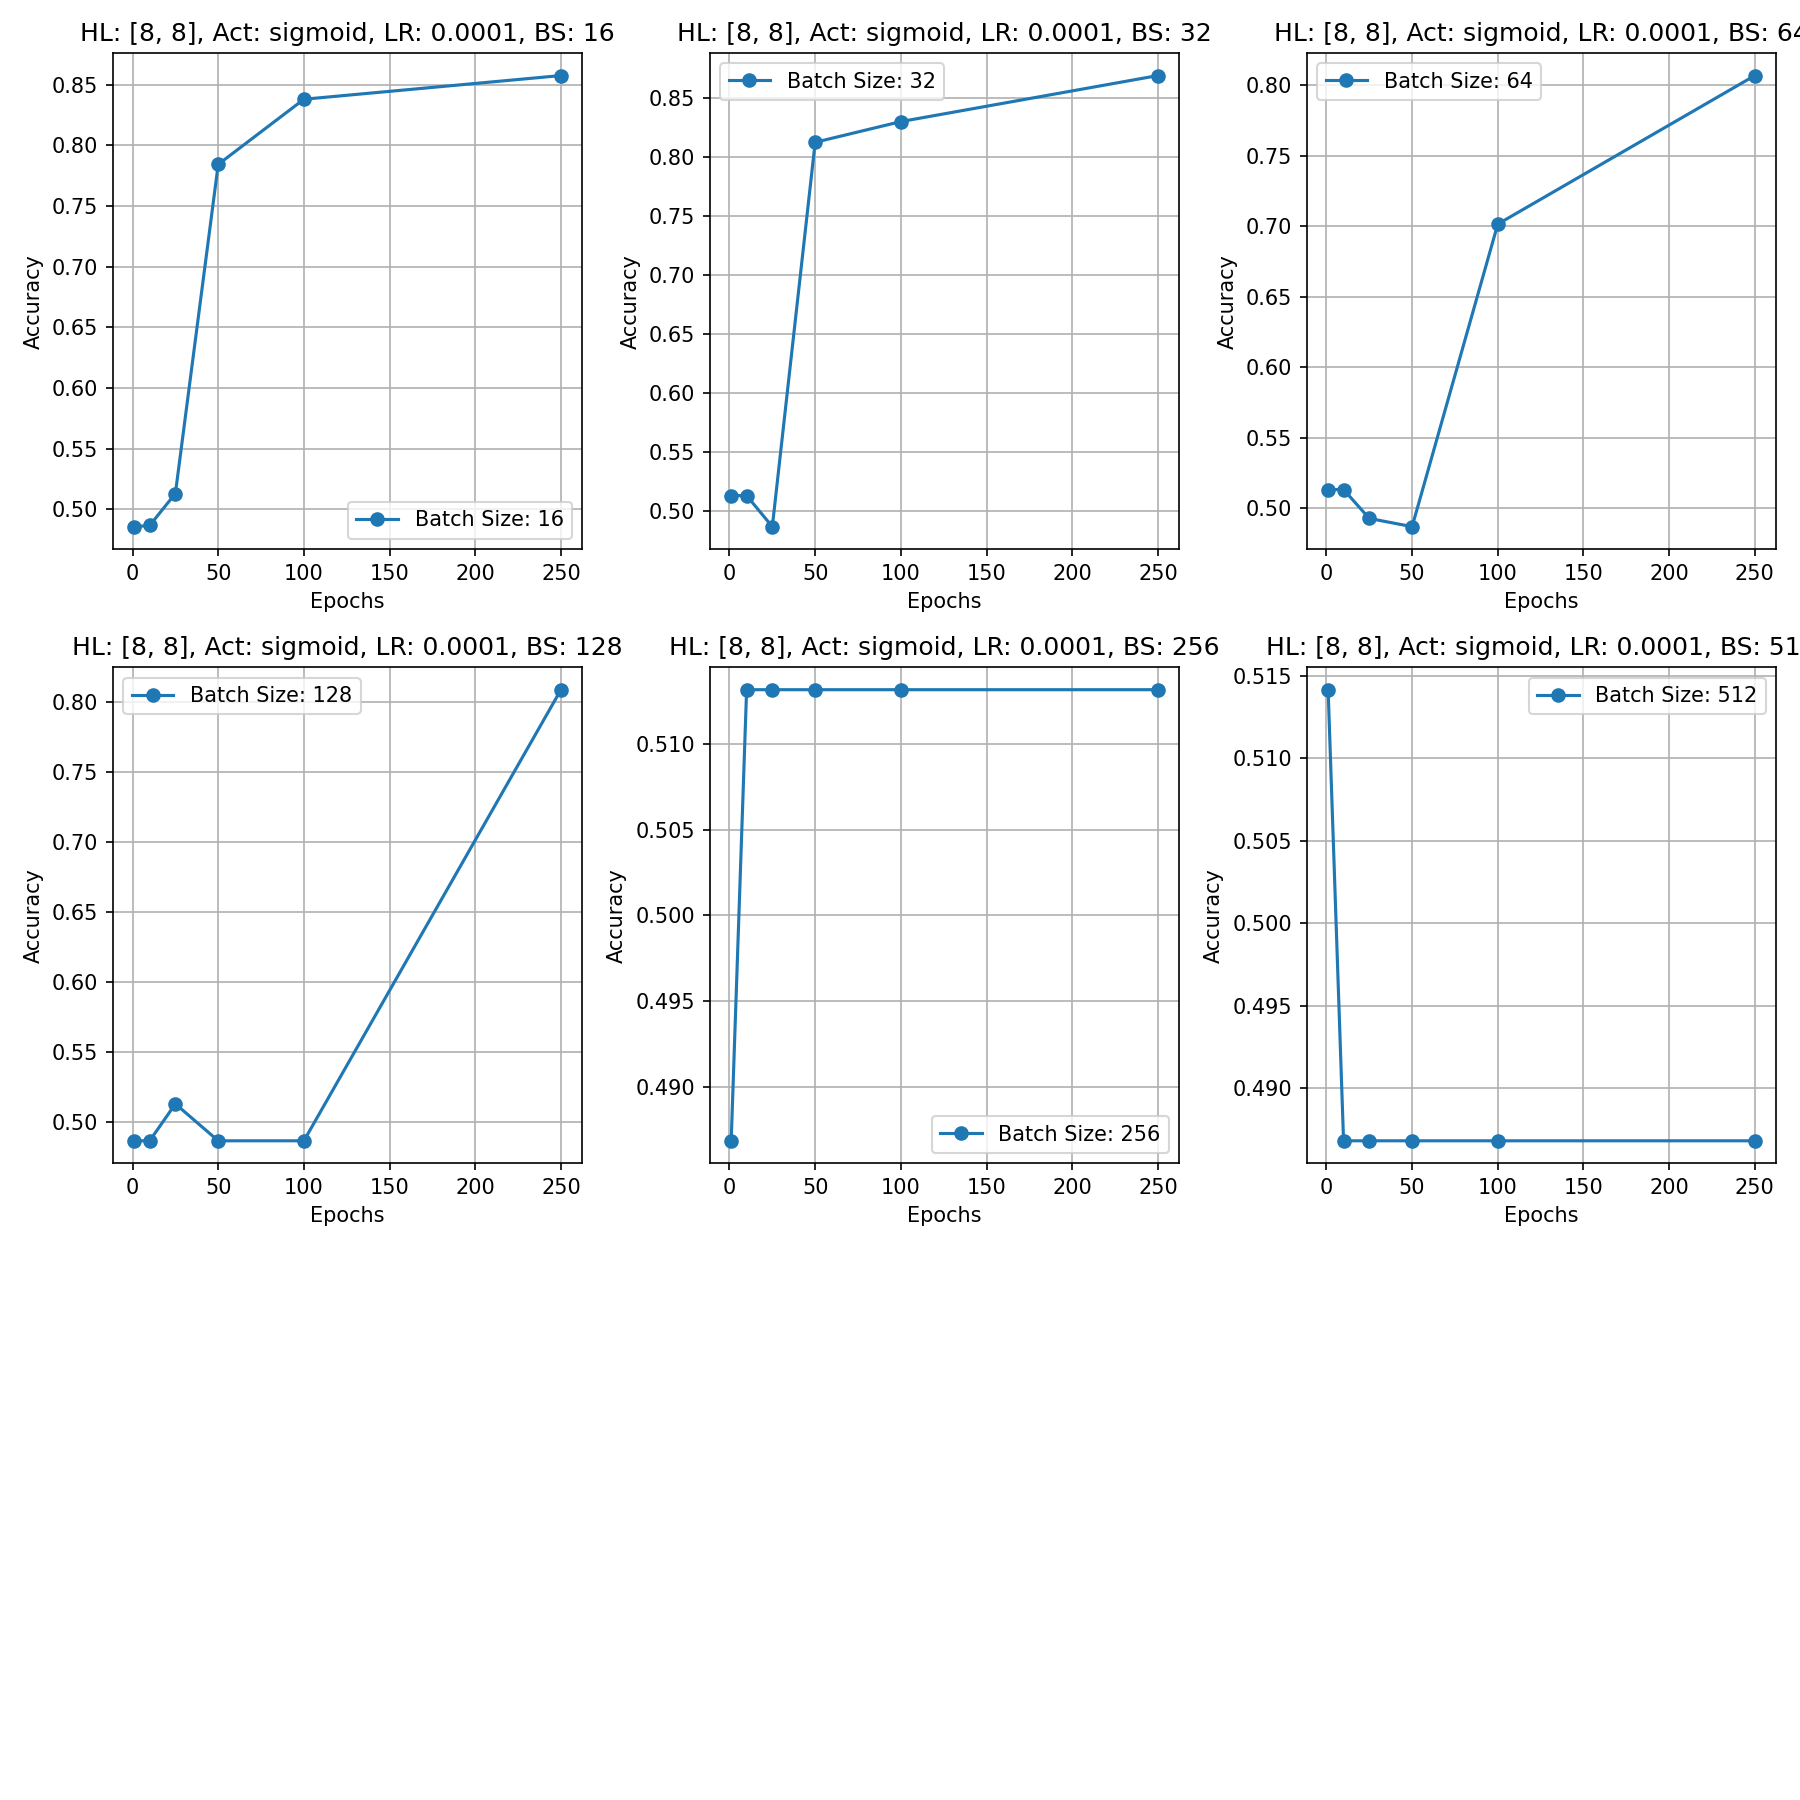 HL: [8, 8], Act: sigmoid, LR: 0.0001, BS: 16
0.85
0.80
0.75
0.70
0.65
0.60
0.55
0.50
Accuracy
Batch Size: 16
0 50 100 150 200 250
Epochs
HL: [8, 8], Act: sigmoid, LR: 0.0001, BS: 32
Batch Size: 32
0.85
0.80
0.75
0.70
0.65
0.60
0.55
0.50
Accuracy
0 50 100 150 200 250
Epochs
HL: [8, 8], Act: sigmoid, LR: 0.0001, BS: 64
Batch Size: 64
0.80
0.75
0.70
0.65
0.60
0.55
0.50
Accuracy
0 50 100 150 200 250
Epochs
HL: [8, 8], Act: sigmoid, LR: 0.0001, BS: 128
Batch Size: 128
0.80
0.75
0.70
0.65
0.60
0.55
0.50
Accuracy
0 50 100 150 200 250
Epochs
HL: [8, 8], Act: sigmoid, LR: 0.0001, BS: 256
0.510
0.505
0.500
0.495
0.490
Accuracy
Batch Size: 256
0 50 100 150 200 250
Epochs
HL: [8, 8], Act: sigmoid, LR: 0.0001, BS: 51
0.515
Batch Size: 512
0.510
0.505
0.500
0.495
0.490
Accuracy
0 50 100 150 200 250
Epochs